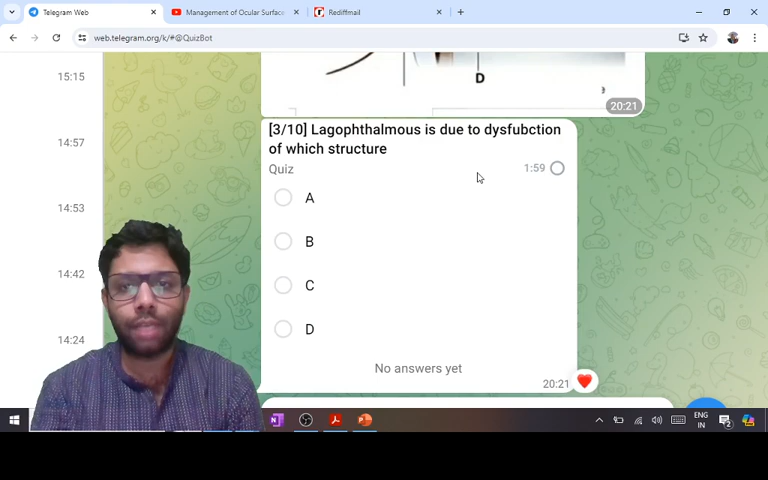 Telegram Web
Management of Ocular Surfac
Rediffmail
web.telegram.org/k/#@QuizBot
15:15
D
20:21
14:57
[3/10] Lagophthalmous is due to dysfubction
of which structure
Quiz
1:59
A
14:53
B
14:42
C
14:24
D
No answers yet
20:21
ENG
IN
2